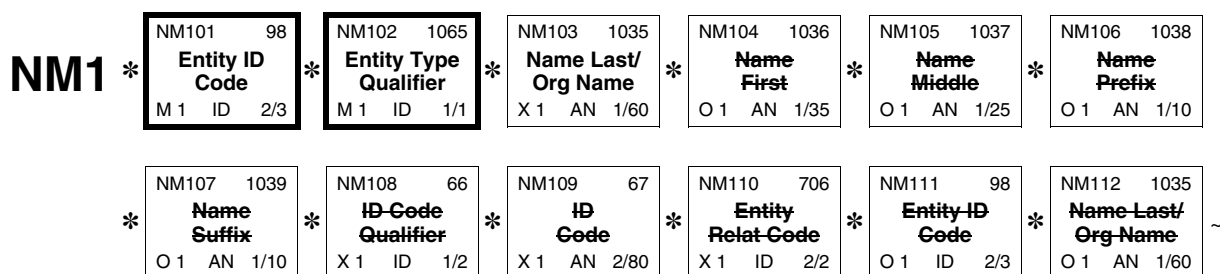 NM1 * NM101 98 * NM102 1065 * NM103 1035 * NM104 1036 * NM105 1037 * NM106 1038
Entity ID Entity Type Name Last/ Name Name Name
Code Qualifier Org Name First Middle Prefix
M 1 ID 2/3 M 1 ID 1/1 X 1 AN 1/60 O 1 AN 1/35 O 1 AN 1/25 O 1 AN 1/10
* NM107 1039 * NM108 66 * NM109 67 * NM110 706 * NM111 98 * NM112 1035 ~
Name ID Code ID Entity Entity ID Name Last/
Suffix Qualifier Code Relat Code Code Org Name
O 1 AN 1/10 X 1 ID 1/2 X 1 AN 2/80 X 1 ID 2/2 O 1 ID 2/3 O 1 AN 1/60